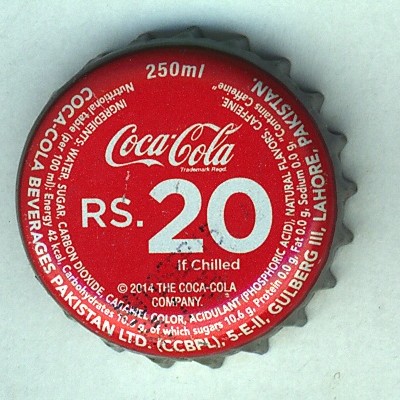 250ml
Coca-Cola
Trademark Regd.
RS. 20
if Chilled
© 2014 THE COCA-COLA
COMPANY.
INGREDIENTS: WATER, SUGAR, CARBON DIOXIDE, CARAMEL COLOR, ACIDULANT (PHOSPHORIC ACID), NATURAL FLAVORS, CAFFEINE.
Nutritional table (per 100 ml): Energy 42 kcal, Carbohydrates 10.6 g, of which sugars 10.6 g, Protein 0.0 g, Fat 0.0 g, Sodium 0.0 g. "Contains Caffeine"
COCA-COLA BEVERAGES PAKISTAN LTD. (CCBPL), 5-E-II, GULBERG III, LAHORE, PAKISTAN.